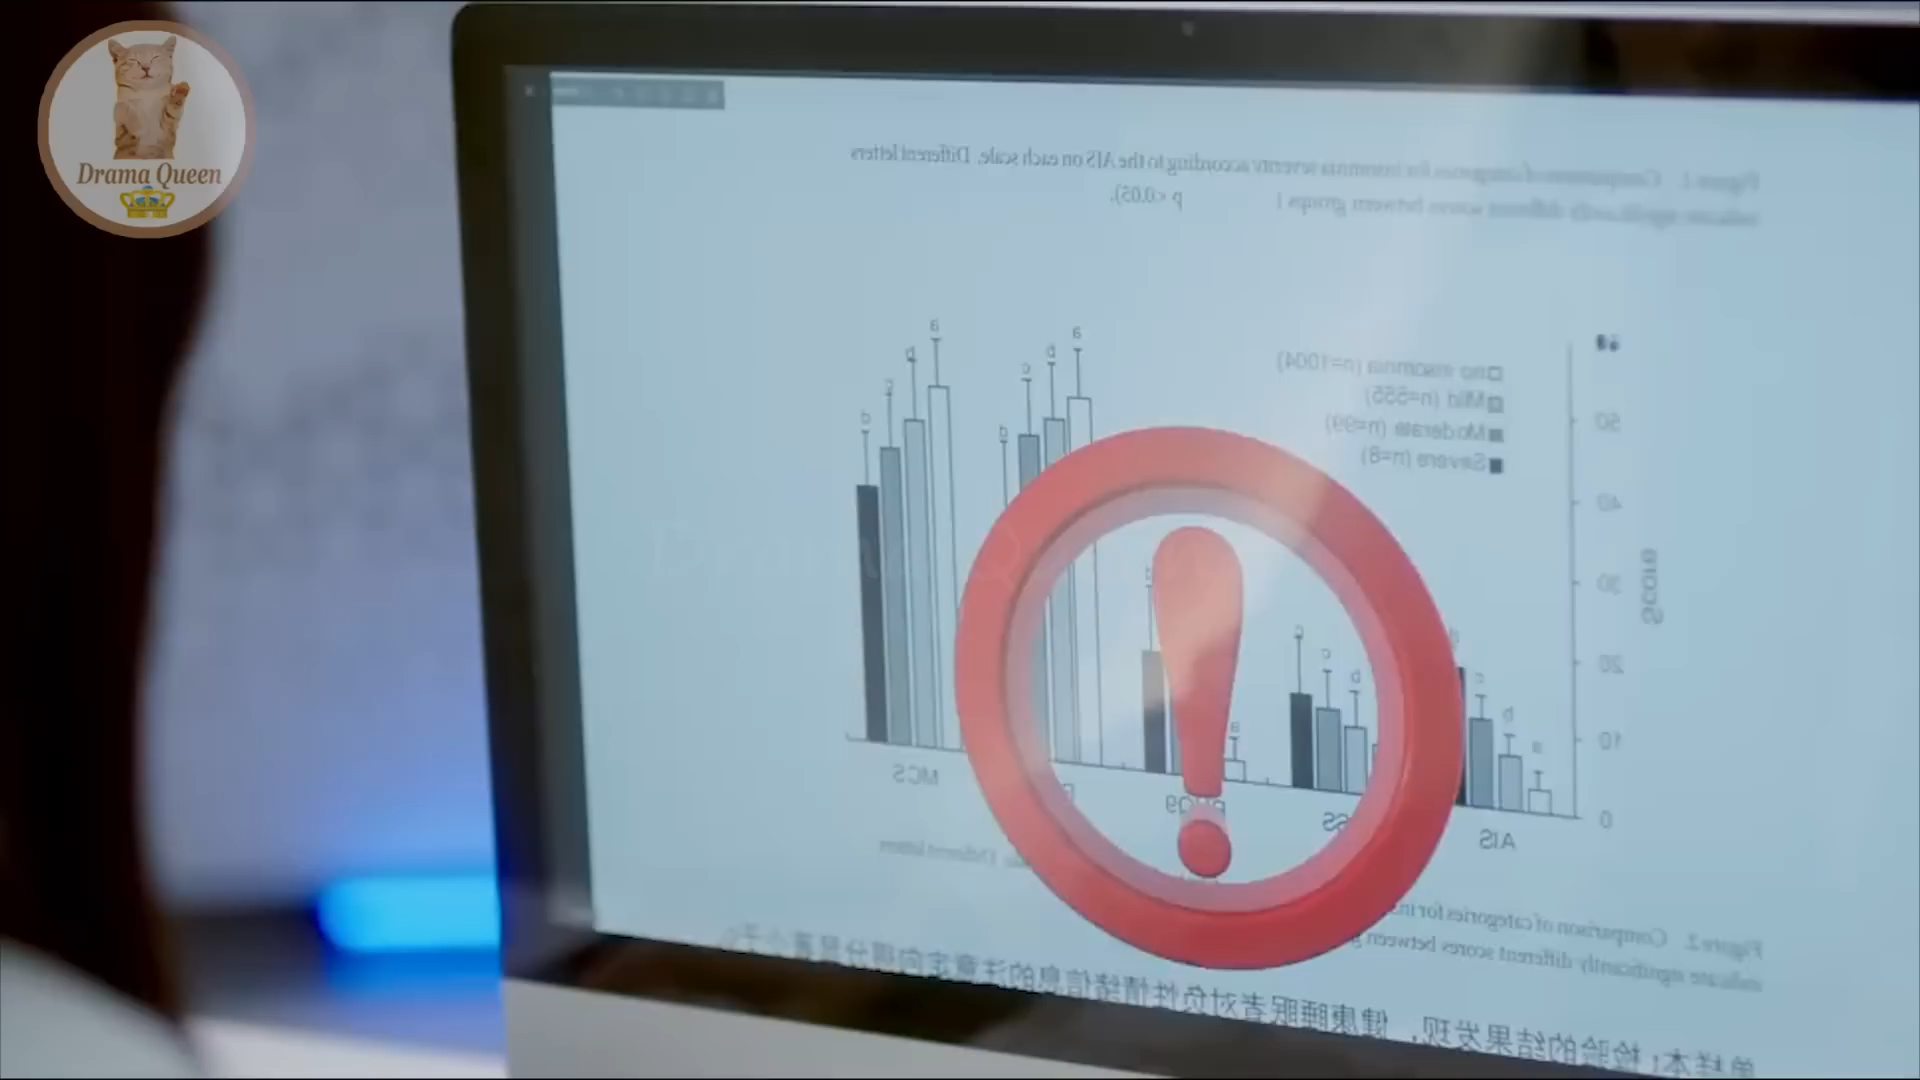 Drama Queen
Figure 1. Comparison of categories for insomnia severity according to the AIS on each scale. Different letters
indicate significantly different scores between groups (
p <0.05).
a
b
c
d
a
b
c
d
no insomnia (n=1004)
Mild (n=555)
Moderate (n=99)
Severe (n=8)
50
40
30
20
10
0
Score
a
c
c
b
c
b
a
MCS
AIS
Different letters
Figure 2. Comparison of categories for
indicate significantly different scores between
单样本t检验的结果发现，健康睡眠者对负性情绪信息的注意定向得分显著小于0